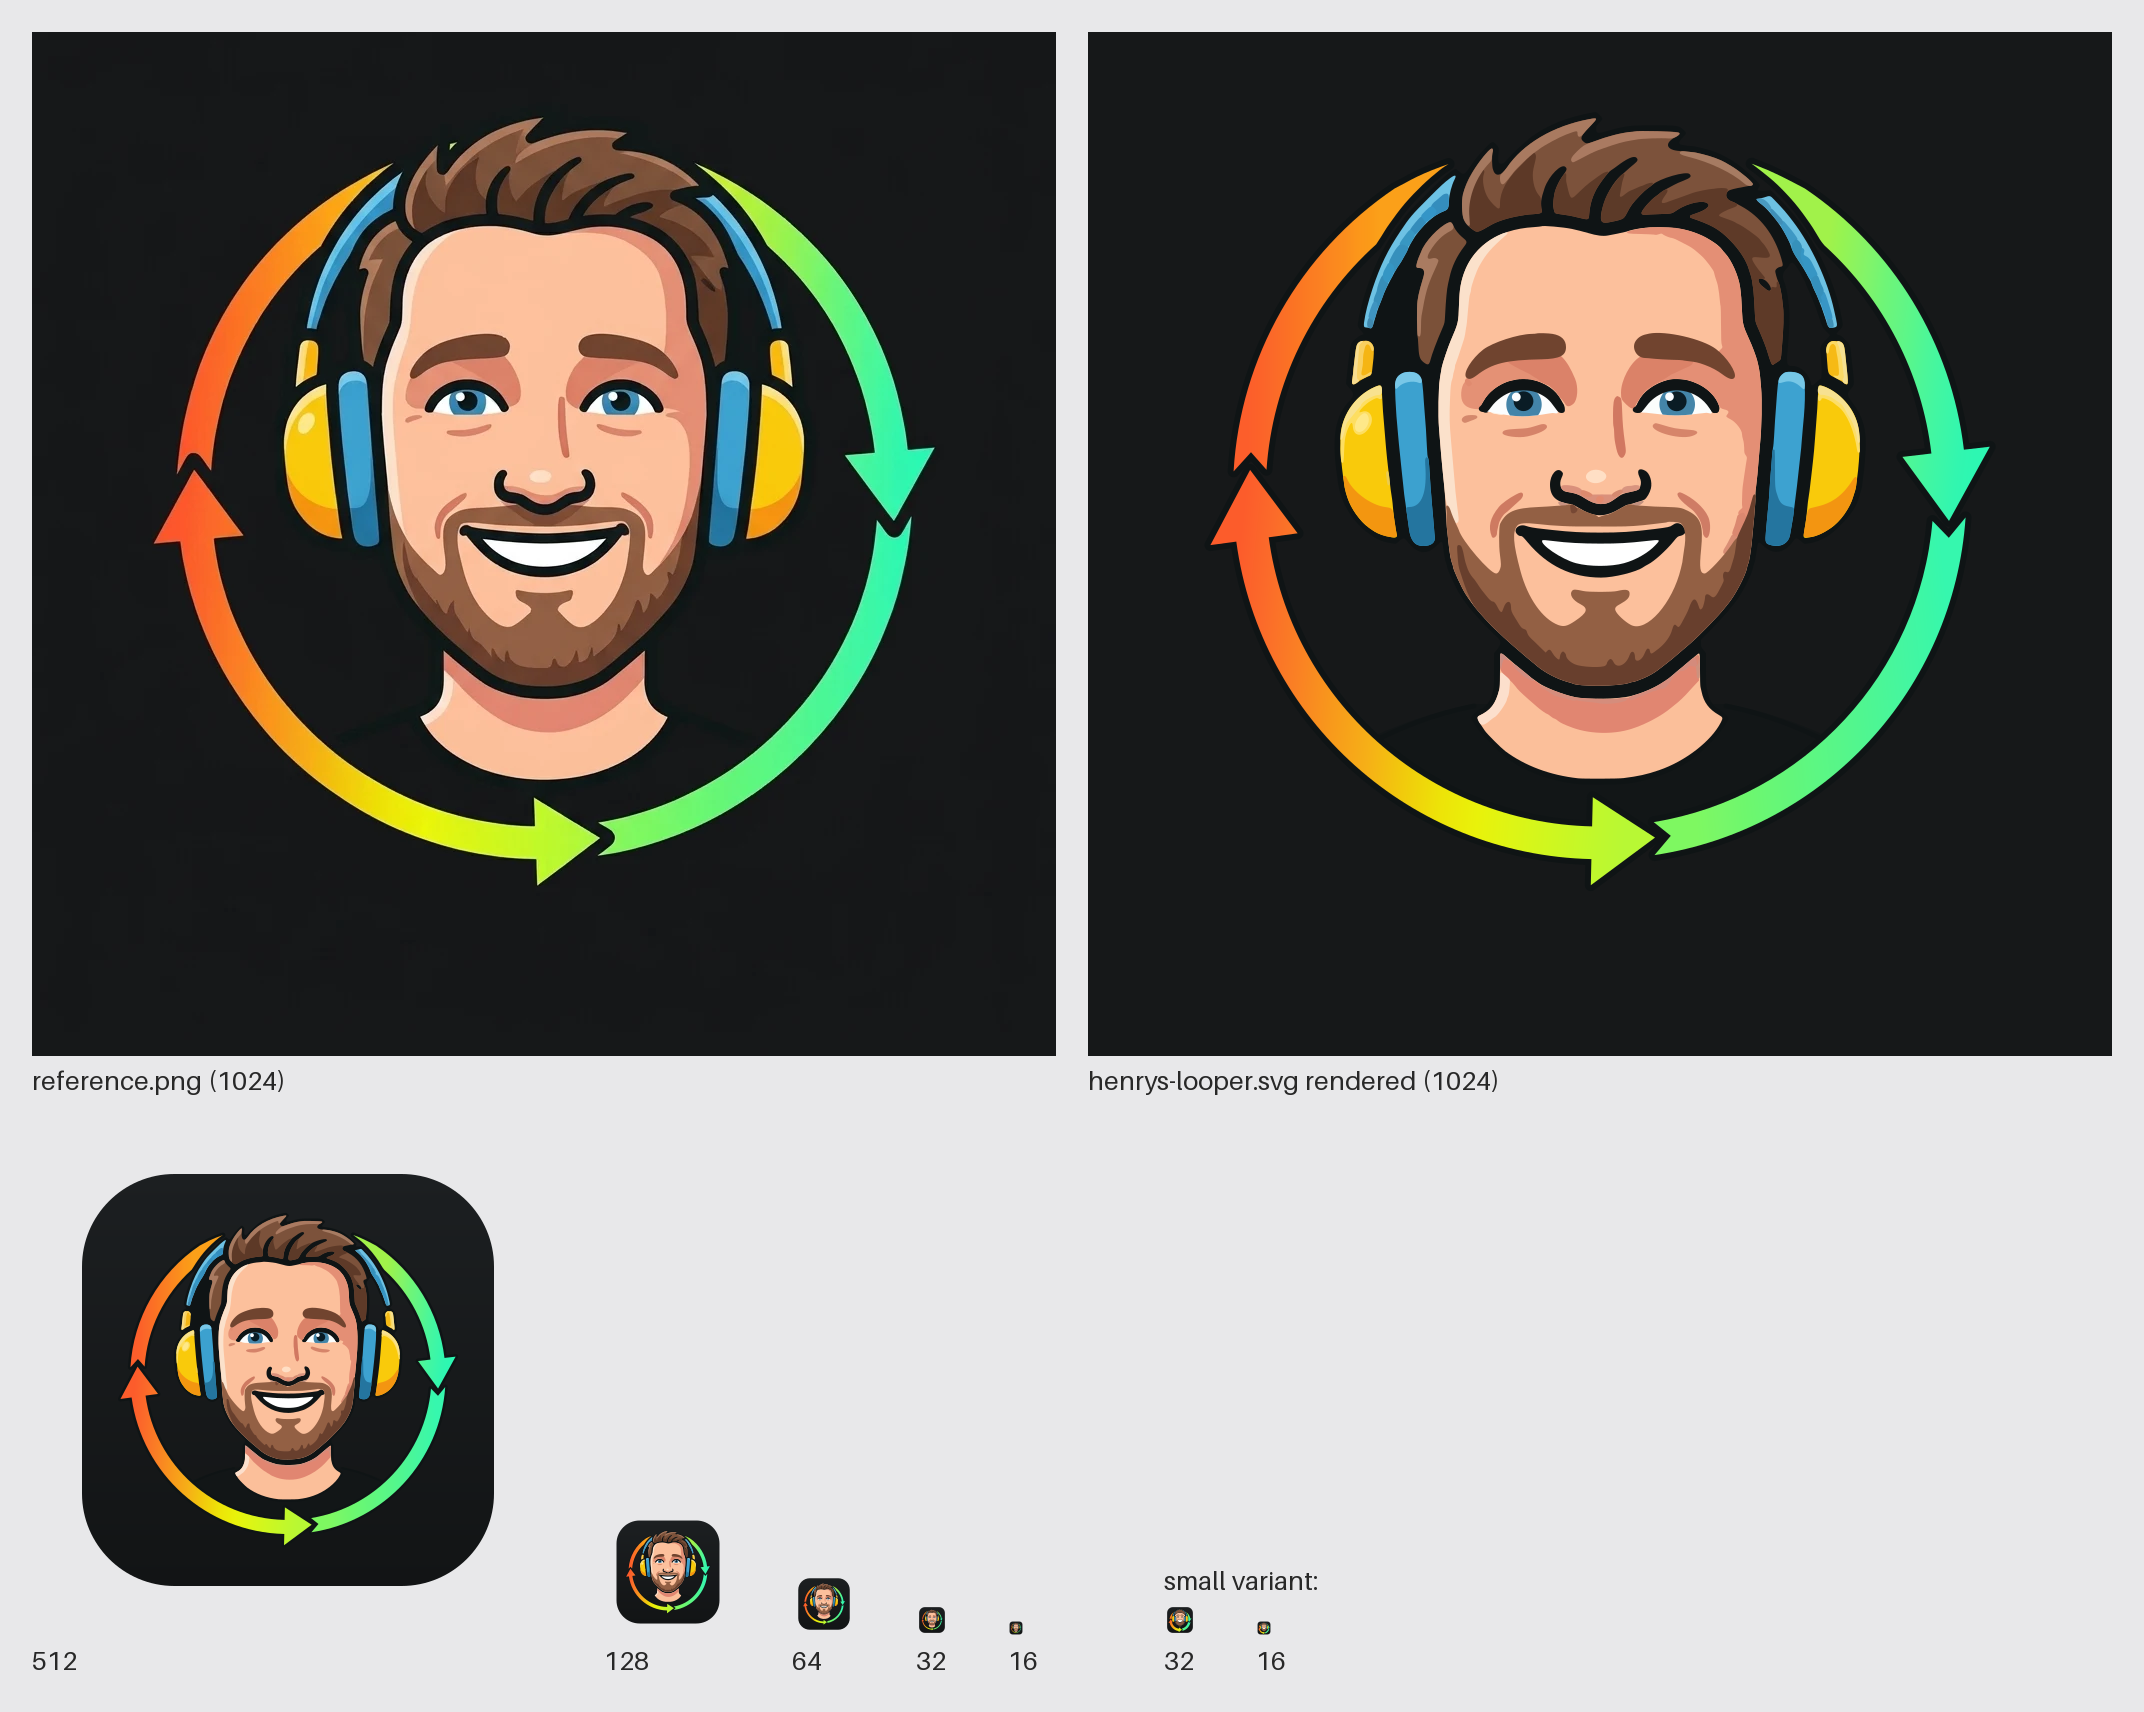 reference.png (1024)
henrys-looper.svg rendered (1024)
small variant:
512
128
64
32
16
32
16